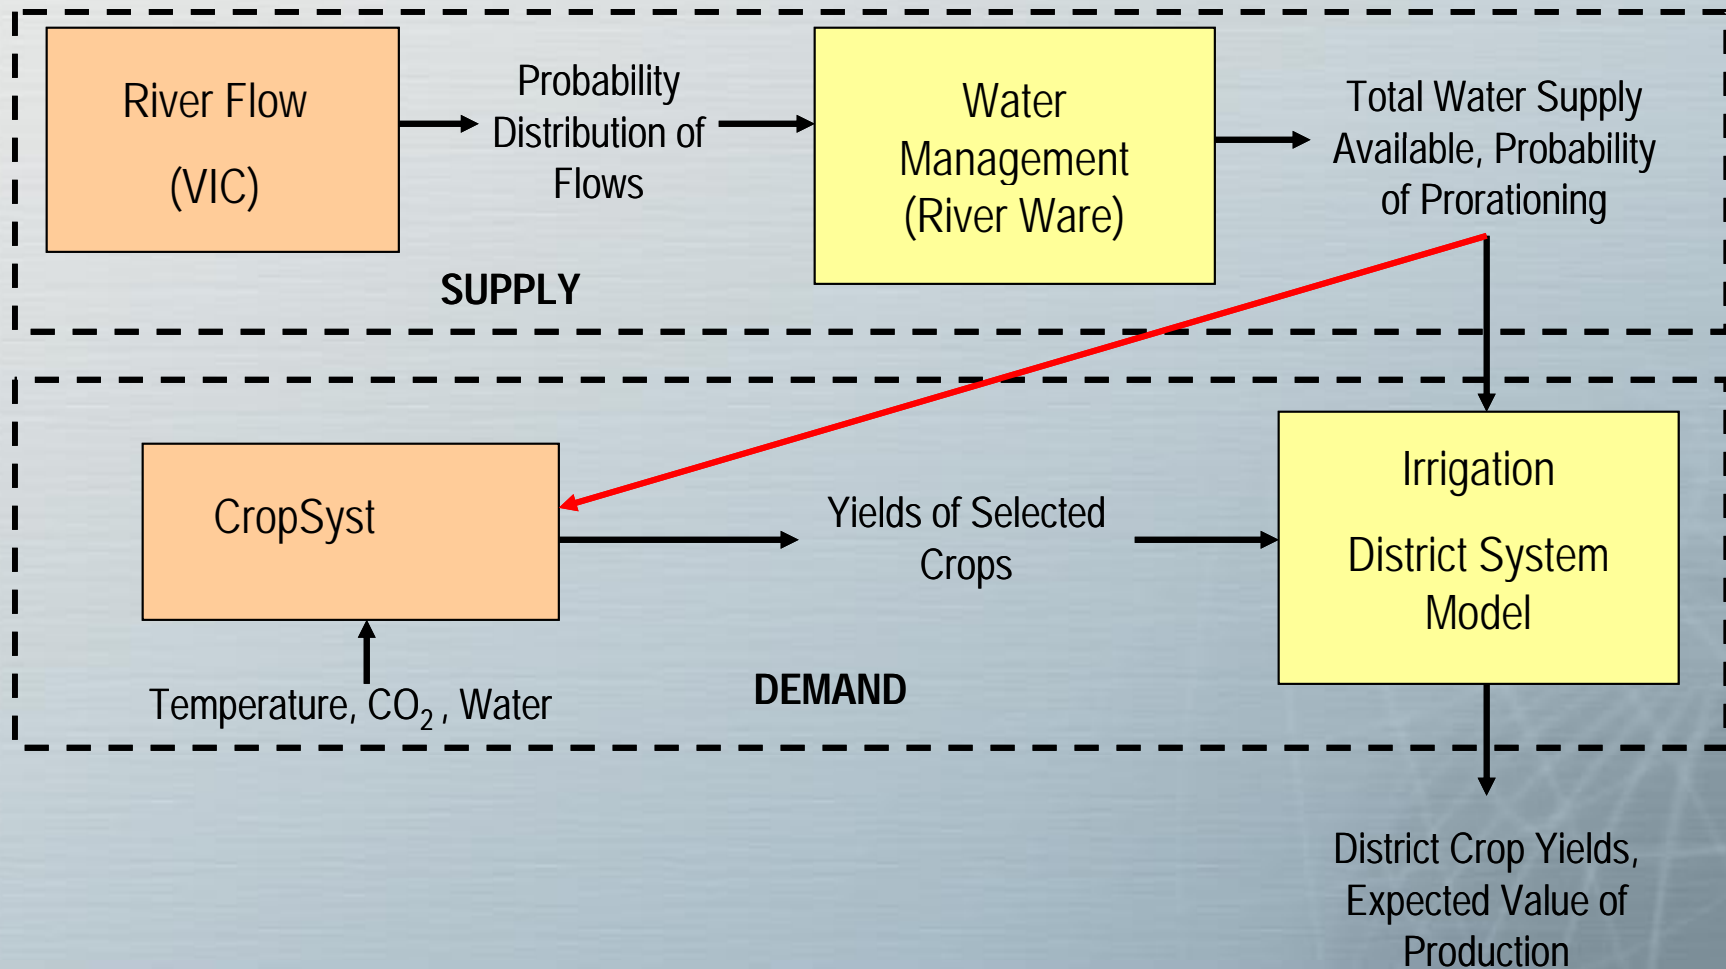 River Flow
(VIC)
Probability
Distribution of
Flows
Water
Management
(River Ware)
Total Water Supply
Available, Probability
of Prorationing
SUPPLY
CropSyst
Yields of Selected
Crops
Irrigation
District System
Model
Temperature, CO₂ , Water
DEMAND
District Crop Yields,
Expected Value of
Production